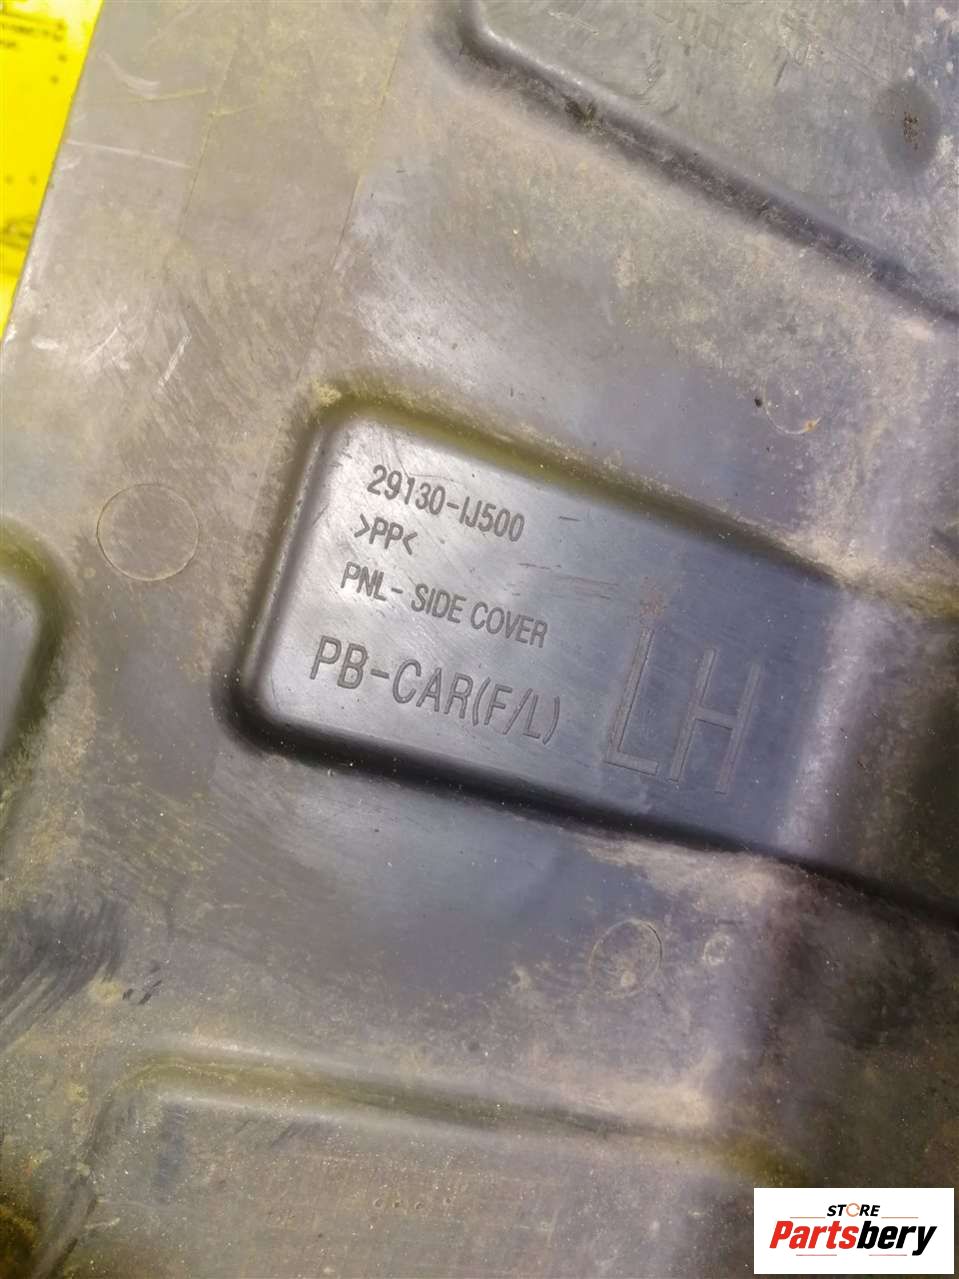 29130-1J500
>PP<
PNL- SIDE COVER
PB-CAR(F/L)
LH
STORE
Partsbery